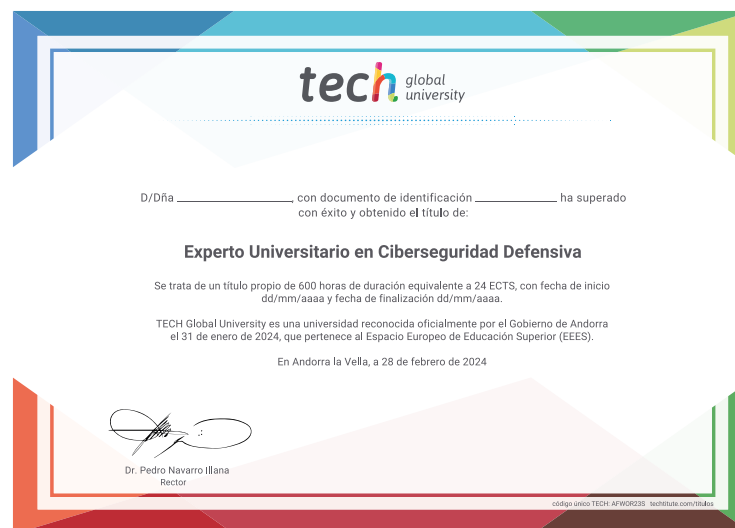 tech global university
D/Dña ____________, con documento de identificación ____________ ha superado
con éxito y obtenido el título de:
Experto Universitario en Ciberseguridad Defensiva
Se trata de un título propio de 600 horas de duración equivalente a 24 ECTS, con fecha de inicio
dd/mm/aaaa y fecha de finalización dd/mm/aaaa.
TECH Global University es una universidad reconocida oficialmente por el Gobierno de Andorra
el 31 de enero de 2024, que pertenece al Espacio Europeo de Educación Superior (EEES).
En Andorra la Vella, a 28 de febrero de 2024
Dr. Pedro Navarro Illana
Rector
código único TECH: AFWOR23S techtitute.com/títulos